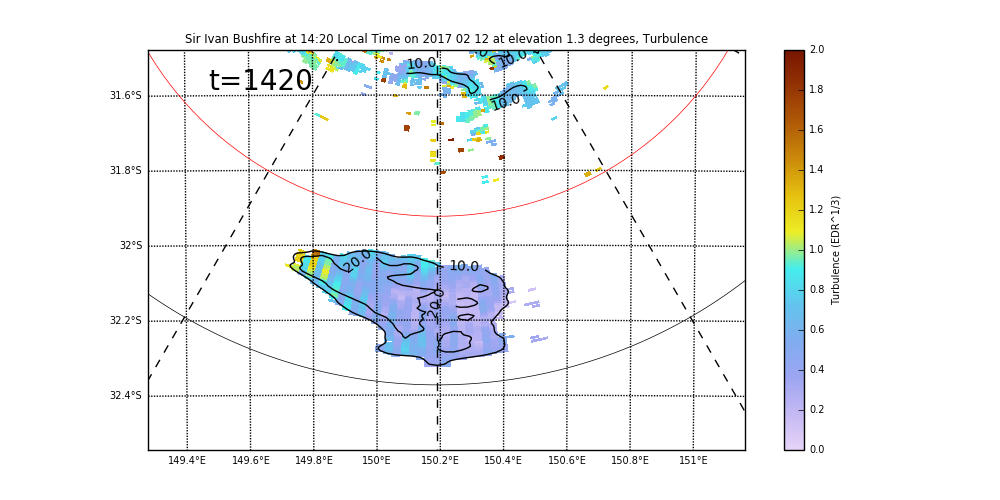 Sir Ivan Bushfire at 14:20 Local Time on 2017 02 12 at elevation 1.3 degrees, Turbulence
t=1420
10.0
10.0
10.0
20.0
10.0
31.6°S
31.8°S
32°S
32.2°S
32.4°S
149.4°E 149.6°E 149.8°E 150°E 150.2°E 150.4°E 150.6°E 150.8°E 151°E
2.0
1.8
1.6
1.4
1.2
1.0
0.8
0.6
0.4
0.2
0.0
Turbulence (EDR^1/3)